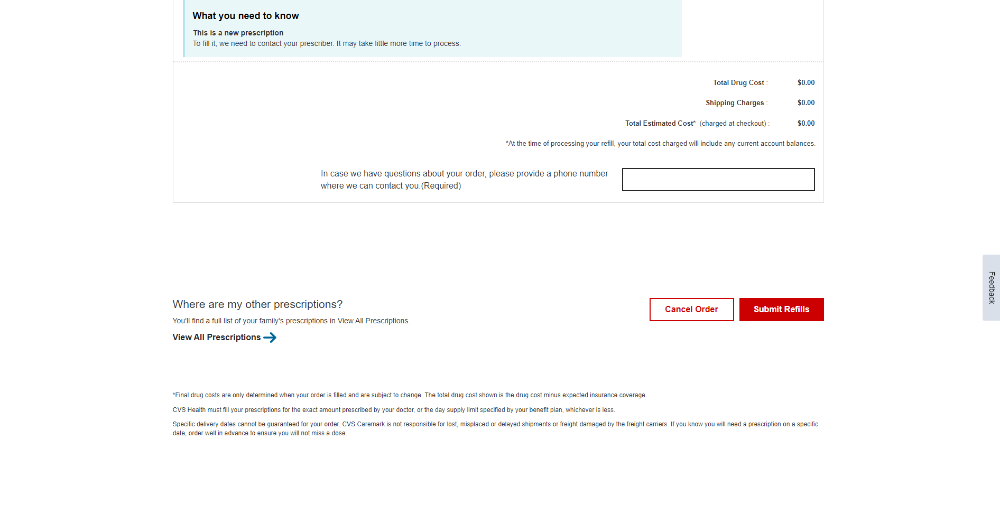 What you need to know
This is a new prescription
To fill it, we need to contact your prescriber. It may take little more time to process.
Total Drug Cost : $0.00
Shipping Charges : $0.00
Total Estimated Cost* (charged at checkout) : $0.00
*At the time of processing your refill, your total cost charged will include any current account balances.
In case we have questions about your order, please provide a phone number
where we can contact you.(Required)
Feedback
Where are my other prescriptions?
You'll find a full list of your family's prescriptions in View All Prescriptions.
View All Prescriptions
Cancel Order
Submit Refills
*Final drug costs are only determined when your order is filled and are subject to change. The total drug cost shown is the drug cost minus expected insurance coverage.
CVS Health must fill your prescriptions for the exact amount prescribed by your doctor, or the day supply limit specified by your benefit plan, whichever is less.
Specific delivery dates cannot be guaranteed for your order. CVS Caremark is not responsible for lost, misplaced or delayed shipments or freight damaged by the freight carriers. If you know you will need a prescription on a specific
date, order well in advance to ensure you will not miss a dose.